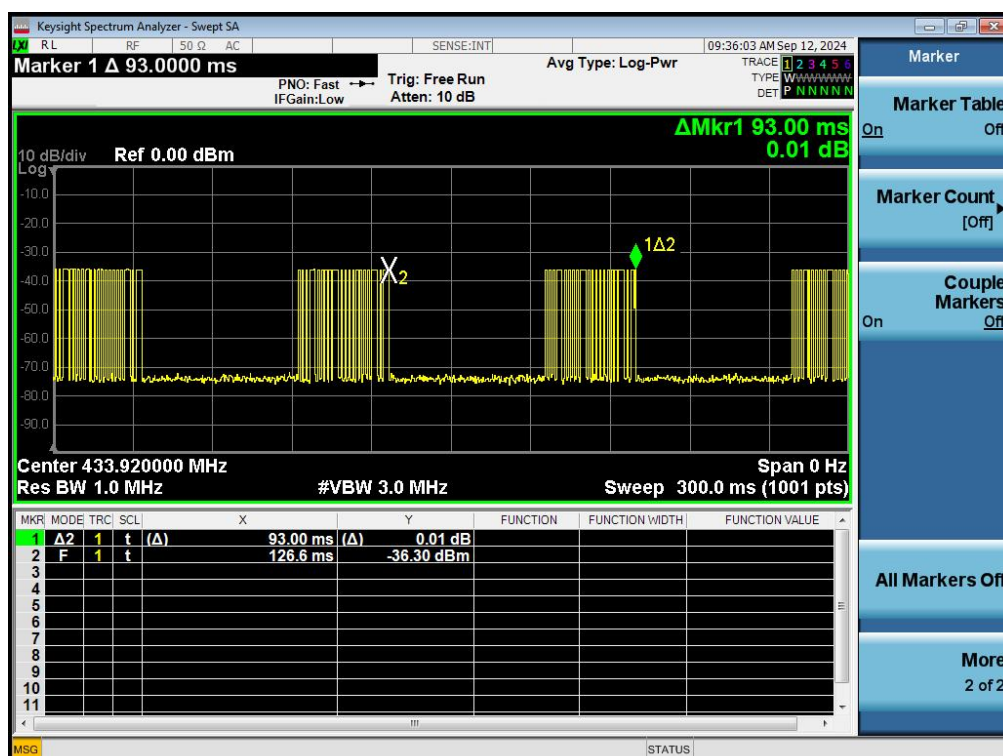 Keysight Spectrum Analyzer - Swept SA
LXI RL RF 50 Ω AC SENSE:INT 09:36:03 AM Sep 12, 2024
Marker 1 Δ 93.0000 ms
PNO: Fast
IFGain:Low
Trig: Free Run
Atten: 10 dB
Avg Type: Log-Pwr
TRACE 1 2 3 4 5 6
TYPE W W W W W W
DET P N N N N N
ΔMkr1 93.00 ms
0.01 dB
10 dB/div Ref 0.00 dBm
Log
-10.0
-20.0
-30.0
-40.0
-50.0
-60.0
-70.0
-80.0
-90.0
1Δ2
X2
Center 433.920000 MHz Span 0 Hz
Res BW 1.0 MHz #VBW 3.0 MHz Sweep 300.0 ms (1001 pts)
MKR MODE TRC SCL X Y FUNCTION FUNCTION WIDTH FUNCTION VALUE
1 Δ2 1 t (Δ) 93.00 ms (Δ) 0.01 dB
2 F 1 t 126.6 ms -36.30 dBm
3
4
5
6
7
8
9
10
11
MSG STATUS
Marker
Marker Table
On Off
Marker Count
[Off]
Couple
Markers
On Off
All Markers Off
More
2 of 2